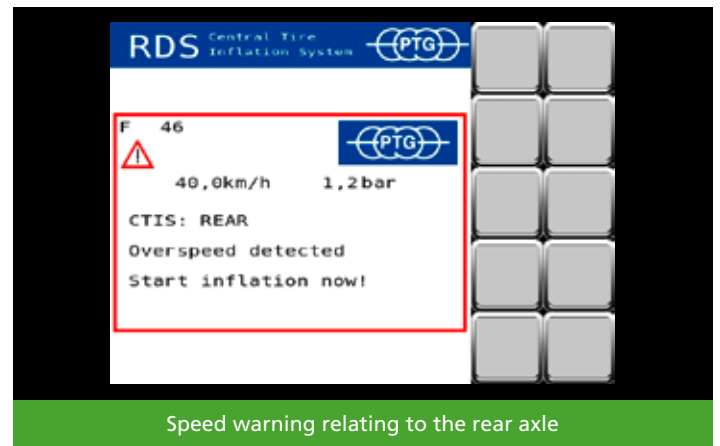 RDS Central Tire
Inflation System
PTG
F 46
PTG
40,0km/h 1,2bar
CTIS: REAR
Overspeed detected
Start inflation now!
Speed warning relating to the rear axle